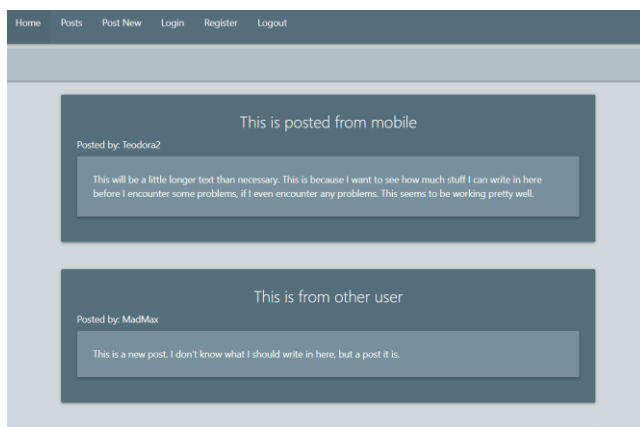 Home Posts Post New Login Register Logout
This is posted from mobile
Posted by: Teodora2
This will be a little longer text than necessary. This is because I want to see how much stuff I can write in here
before I encounter some problems, if I even encounter any problems. This seems to be working pretty well.
This is from other user
Posted by: MadMax
This is a new post. I don't know what I should write in here, but a post it is.